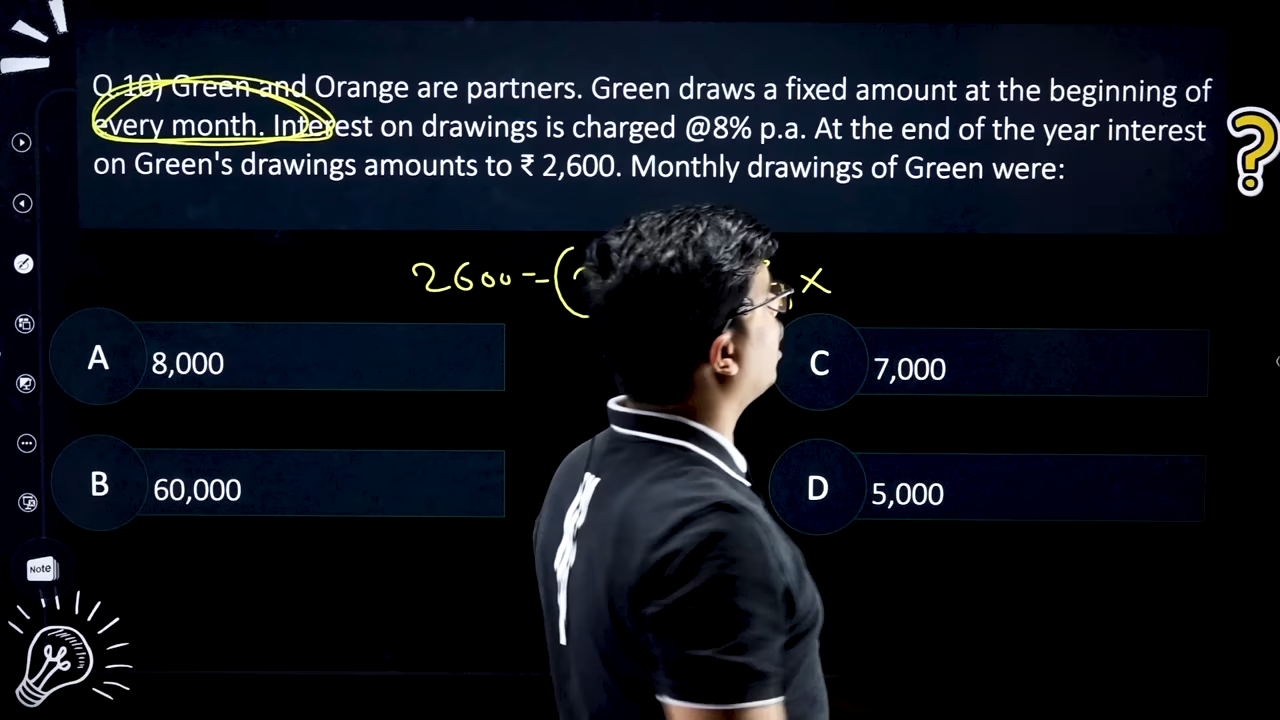 Q.10) Green and Orange are partners. Green draws a fixed amount at the beginning of
every month. Interest on drawings is charged @8% p.a. At the end of the year interest
on Green's drawings amounts to ₹ 2,600. Monthly drawings of Green were:
2600 = ( x
A 8,000
C 7,000
B 60,000
D 5,000
Note